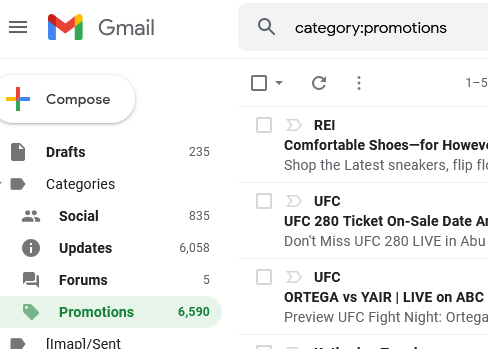 Gmail
category:promotions
Compose
1–5
Drafts 235
Categories
Social 835
Updates 6,058
Forums 5
Promotions 6,590
[Imap]/Sent
REI
Comfortable Shoes—for Howev
Shop the Latest sneakers, flip flo
UFC
UFC 280 Ticket On-Sale Date An
Don't Miss UFC 280 LIVE in Abu
UFC
ORTEGA vs YAIR | LIVE on ABC
Preview UFC Fight Night: Ortega